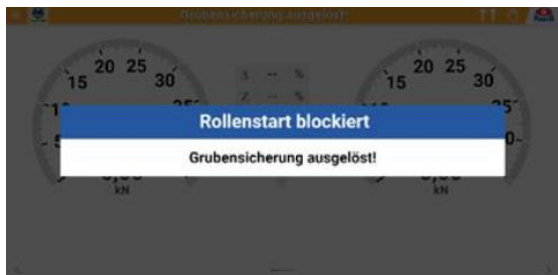 Grubensicherung ausgelöst!
20 25
15 30
Δ -- %
Z -- %
20 25
15 30
Rollenstart blockiert
Grubensicherung ausgelöst!
kN
kN